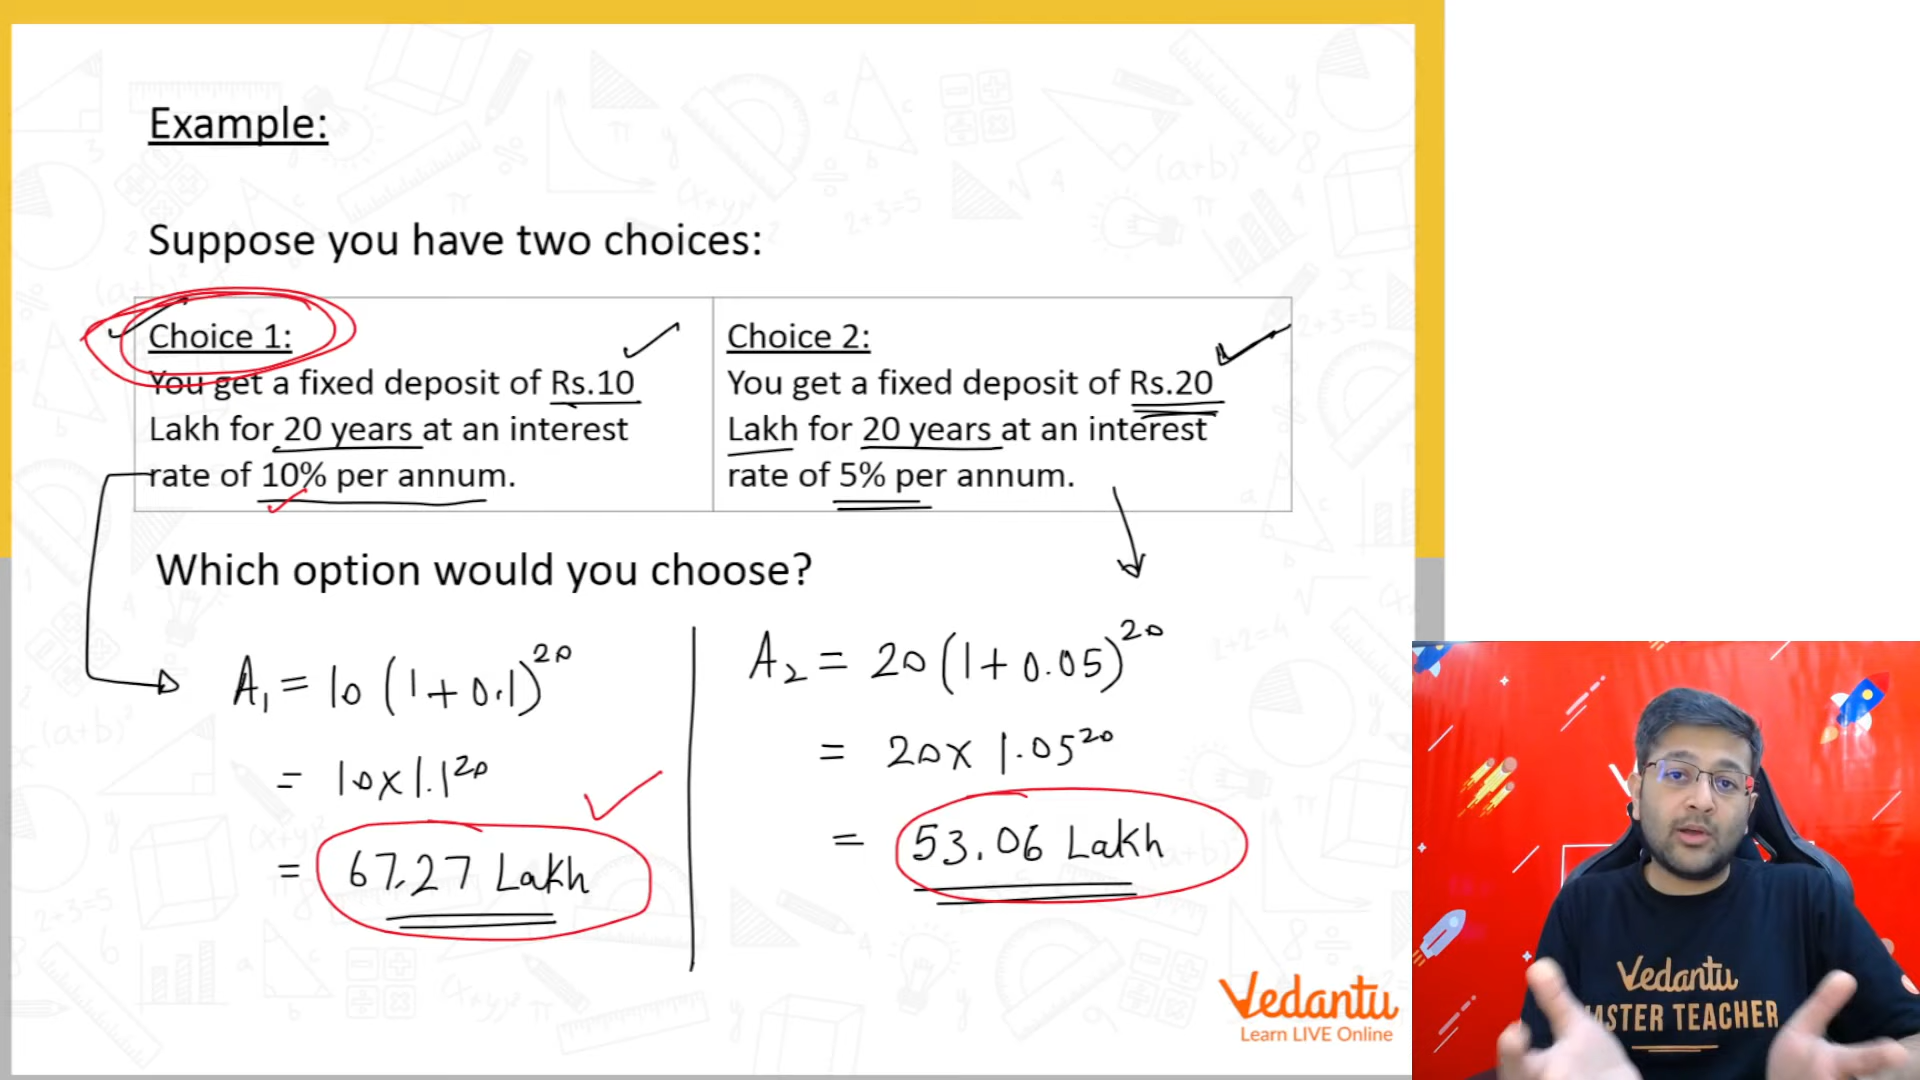 Example:
Suppose you have two choices:
Choice 1:
You get a fixed deposit of Rs.10
Lakh for 20 years at an interest
rate of 10% per annum.
Choice 2:
You get a fixed deposit of Rs.20
Lakh for 20 years at an interest
rate of 5% per annum.
Which option would you choose?
A₁ = 10 (1+0.1)²⁰
= 10x1.1²⁰
= 67.27 Lakh
A₂ = 20(1+0.05)²⁰
= 20x 1.05²⁰
= 53.06 Lakh
Vedantu
Learn LIVE Online
Vedantu
MASTER TEACHER